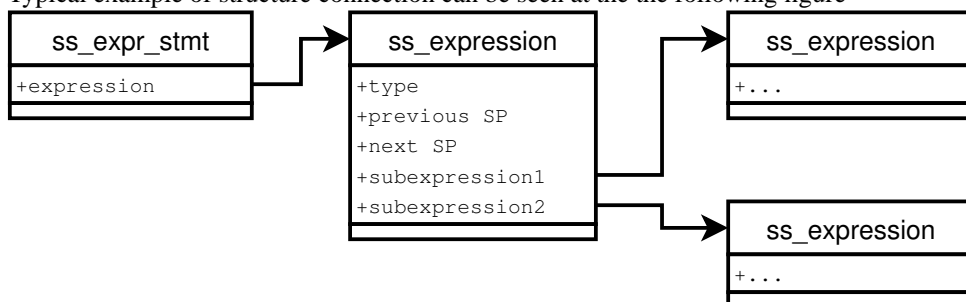 Typical example of structure connection can be seen at the the following figure
ss_expr_stmt
+expression
ss_expression
+type
+previous SP
+next SP
+subexpression1
+subexpression2
ss_expression
+...
ss_expression
+...